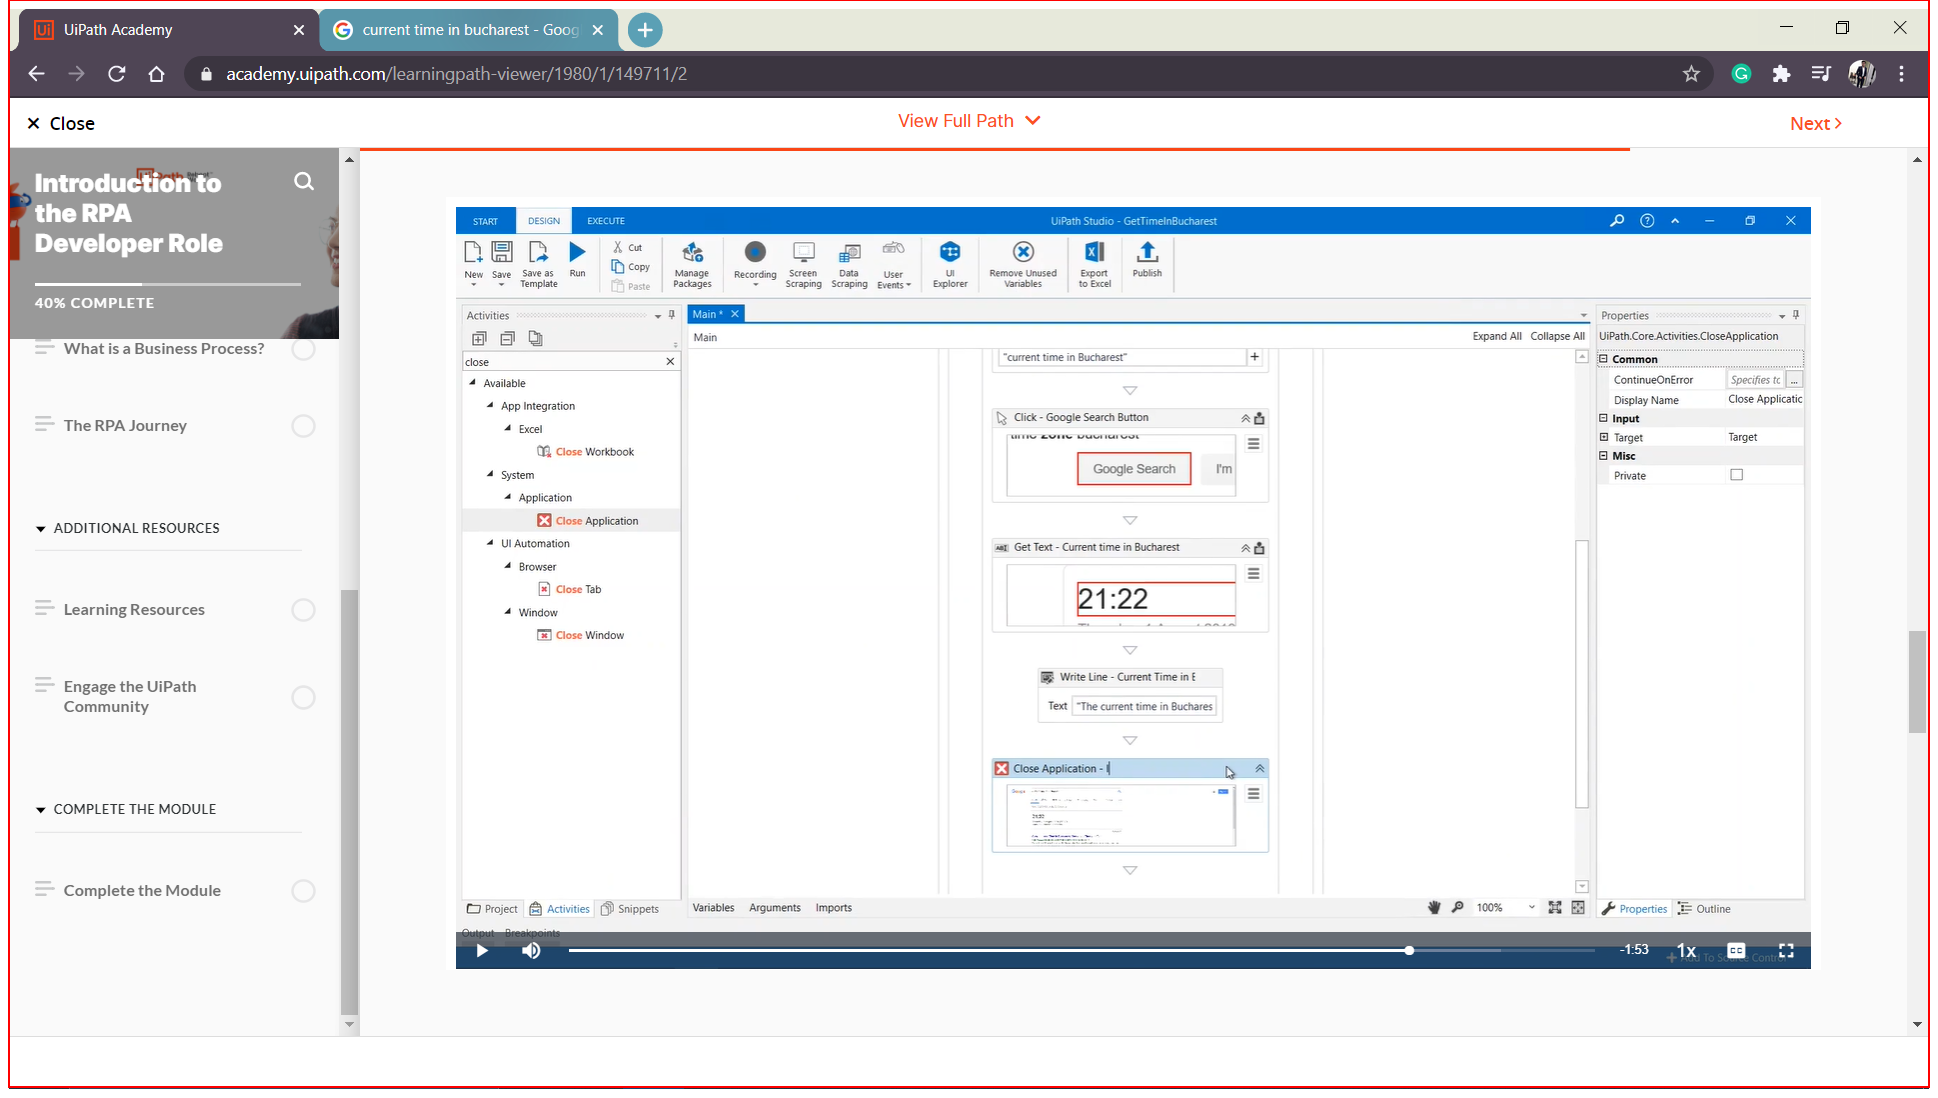 UiPath Academy
current time in bucharest - Goog
academy.uipath.com/learningpath-viewer/1980/1/149711/2
Close
View Full Path
Next
Introduction to
the RPA
Developer Role
40% COMPLETE
What is a Business Process?
The RPA Journey
ADDITIONAL RESOURCES
Learning Resources
Engage the UiPath
Community
COMPLETE THE MODULE
Complete the Module
START DESIGN EXECUTE
UiPath Studio - GetTimeInBucharest
New
Save
Save as
Template
Run
Cut
Copy
Paste
Manage
Packages
Recording
Screen
Scraping
Data
Scraping
User
Events
UI
Explorer
Remove Unused
Variables
Export
to Excel
Publish
Activities
close
Available
App Integration
Excel
Close Workbook
System
Application
Close Application
UI Automation
Browser
Close Tab
Window
Close Window
Project Activities Snippets
Main *
Main
Expand All Collapse All
"current time in Bucharest"
Click - Google Search Button
time zone bucharest
Google Search I'm
Get Text - Current time in Bucharest
21:22
Write Line - Current Time in B
Text "The current time in Buchares
Close Application - I
Variables Arguments Imports
100%
Properties
UiPath.Core.Activities.CloseApplication
Common
ContinueOnError Specifies tc ...
Display Name Close Applicatic
Input
Target Target
Misc
Private
Properties Outline
Output Breakpoints
-1:53
1x
CC
Add To Source Control